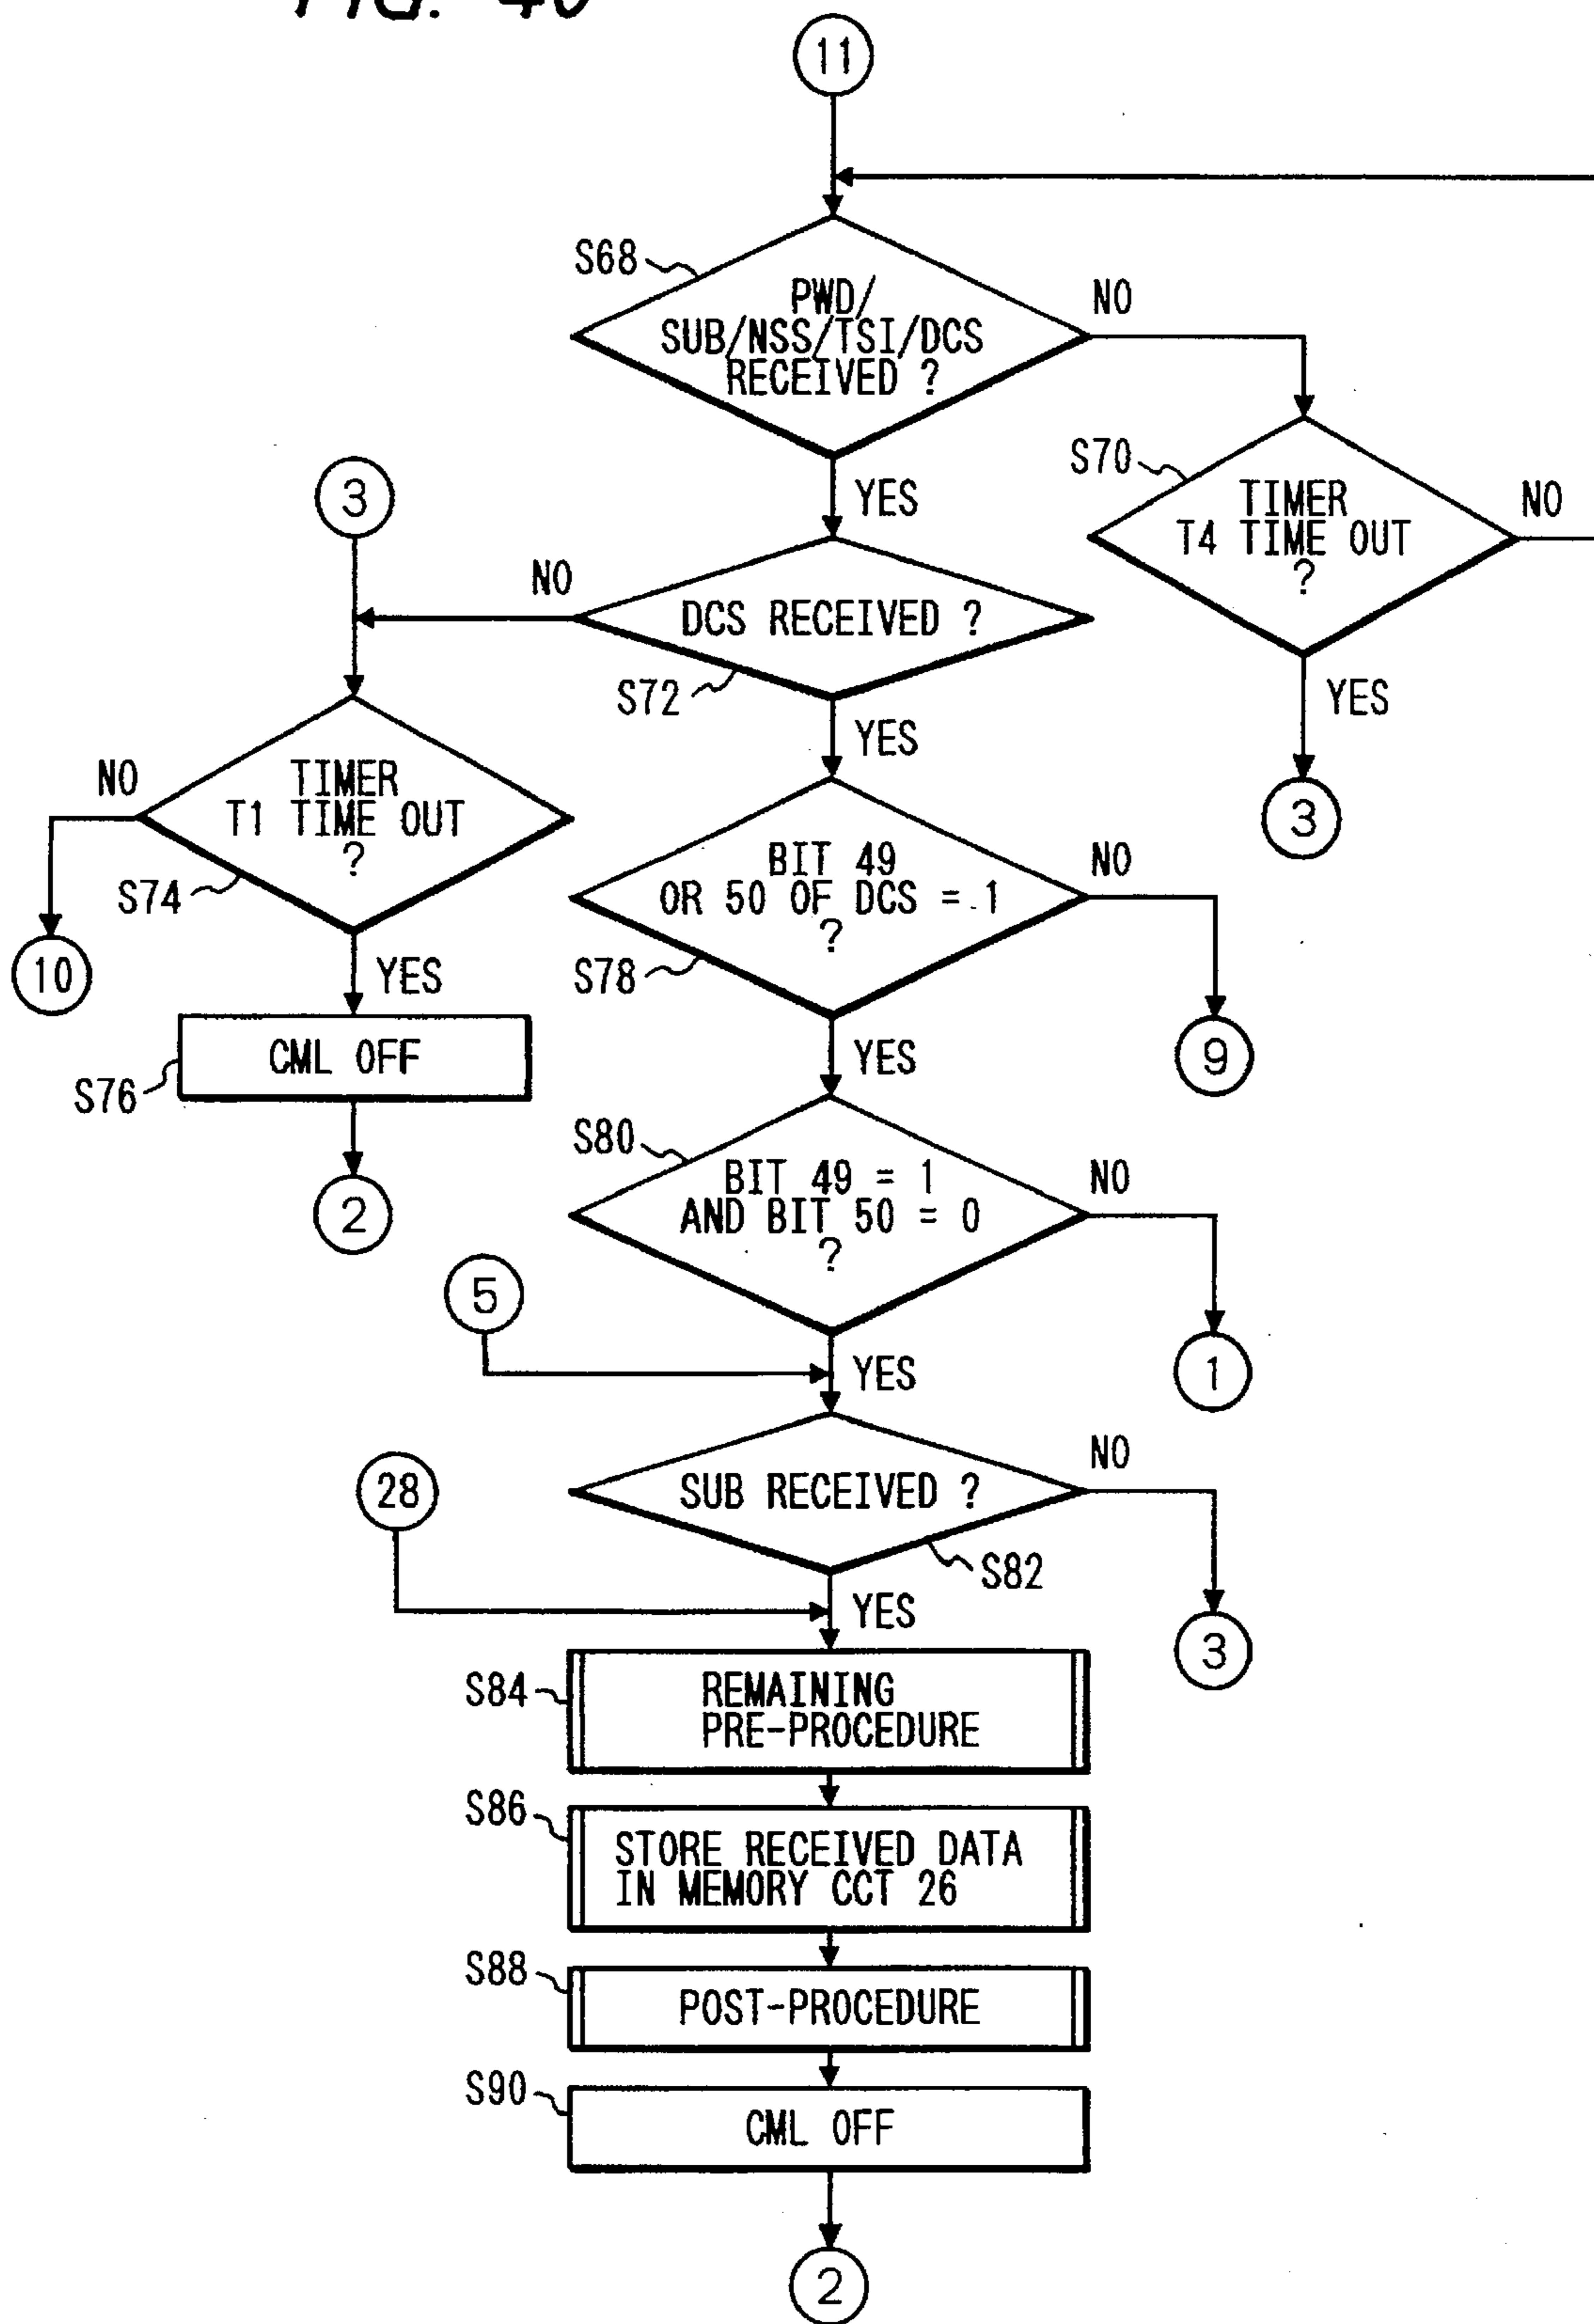 FIG. 40
11
S68
PWD/
SUB/NSS/TSI/DCS
RECEIVED ?
NO
YES
S70
TIMER
T4 TIME OUT
?
NO
YES
3
3
NO
DCS RECEIVED ?
S72
YES
NO
TIMER
T1 TIME OUT
?
S74
10
YES
CML OFF
S76
2
BIT 49
OR 50 OF DCS = 1
?
NO
S78
YES
9
S80
BIT 49 = 1
AND BIT 50 = 0
?
NO
YES
1
5
SUB RECEIVED ?
NO
S82
YES
3
28
S84
REMAINING
PRE-PROCEDURE
S86
STORE RECEIVED DATA
IN MEMORY CCT 26
S88
POST-PROCEDURE
S90
CML OFF
2